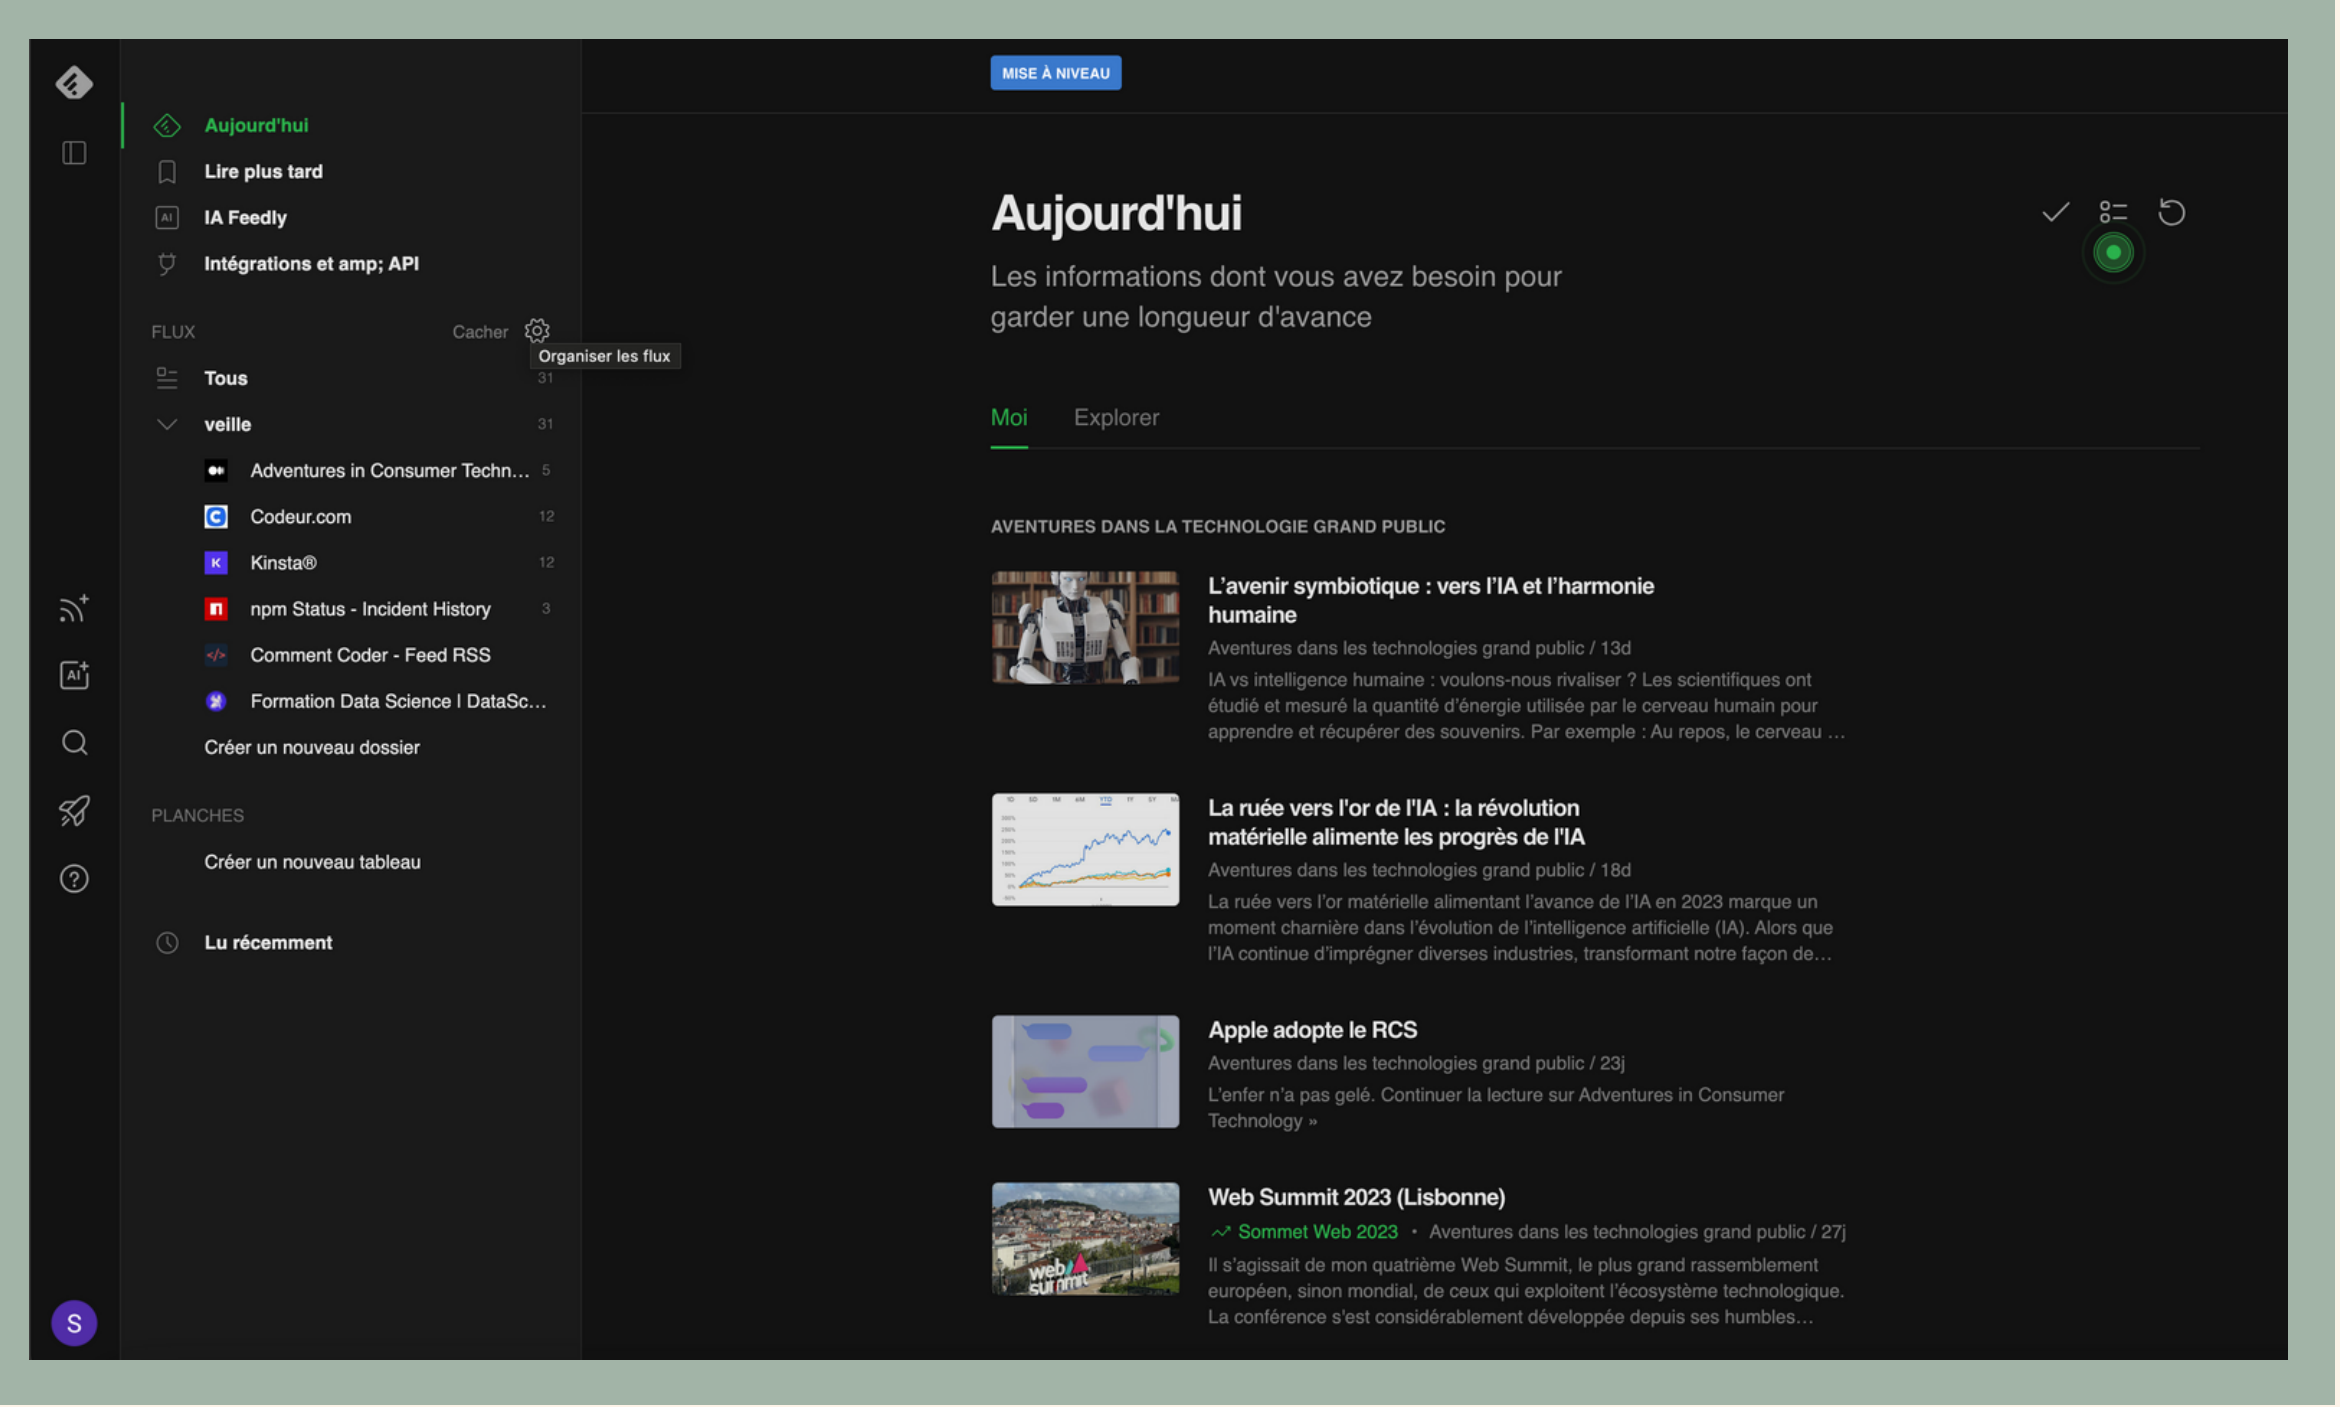 MISE À NIVEAU
Aujourd'hui
Lire plus tard
AI
IA Feedly
Intégrations et amp; API
FLUX
Cacher
Organiser les flux
Tous
31
veille
31
Adventures in Consumer Techn...
5
C
Codeur.com
12
K
Kinsta®
12
n
npm Status - Incident History
3
</>
Comment Coder - Feed RSS
Formation Data Science | DataSc...
Créer un nouveau dossier
PLANCHES
Créer un nouveau tableau
Lu récemment
AI
?
S
Aujourd'hui
Les informations dont vous avez besoin pour
garder une longueur d'avance
Moi
Explorer
AVENTURES DANS LA TECHNOLOGIE GRAND PUBLIC
L’avenir symbiotique : vers l’IA et l’harmonie
humaine
Aventures dans les technologies grand public / 13d
IA vs intelligence humaine : voulons-nous rivaliser ? Les scientifiques ont
étudié et mesuré la quantité d’énergie utilisée par le cerveau humain pour
apprendre et récupérer des souvenirs. Par exemple : Au repos, le cerveau ...
1D 5D 1M 6M YTD 1Y 5Y
La ruée vers l'or de l'IA : la révolution
matérielle alimente les progrès de l'IA
Aventures dans les technologies grand public / 18d
La ruée vers l’or matérielle alimentant l’avance de l’IA en 2023 marque un
moment charnière dans l’évolution de l’intelligence artificielle (IA). Alors que
l’IA continue d’imprégner diverses industries, transformant notre façon de...
Apple adopte le RCS
Aventures dans les technologies grand public / 23j
L’enfer n’a pas gelé. Continuer la lecture sur Adventures in Consumer
Technology »
web
summit
Web Summit 2023 (Lisbonne)
Sommet Web 2023 • Aventures dans les technologies grand public / 27j
Il s’agissait de mon quatrième Web Summit, le plus grand rassemblement
européen, sinon mondial, de ceux qui exploitent l’écosystème technologique.
La conférence s'est considérablement développée depuis ses humbles...